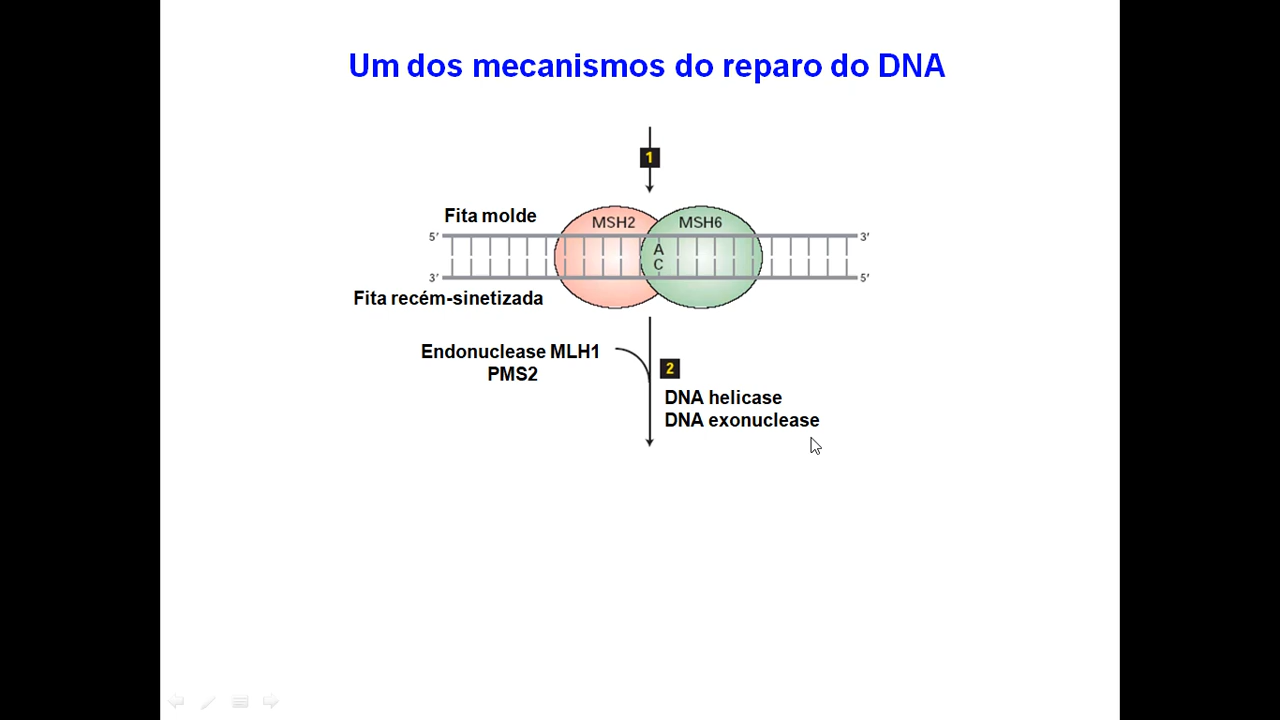 Um dos mecanismos do reparo do DNA
1
Fita molde
MSH2 MSH6
5′ 3′
A
C
3′ 5′
Fita recém-sinetizada
Endonuclease MLH1
PMS2
2
DNA helicase
DNA exonuclease